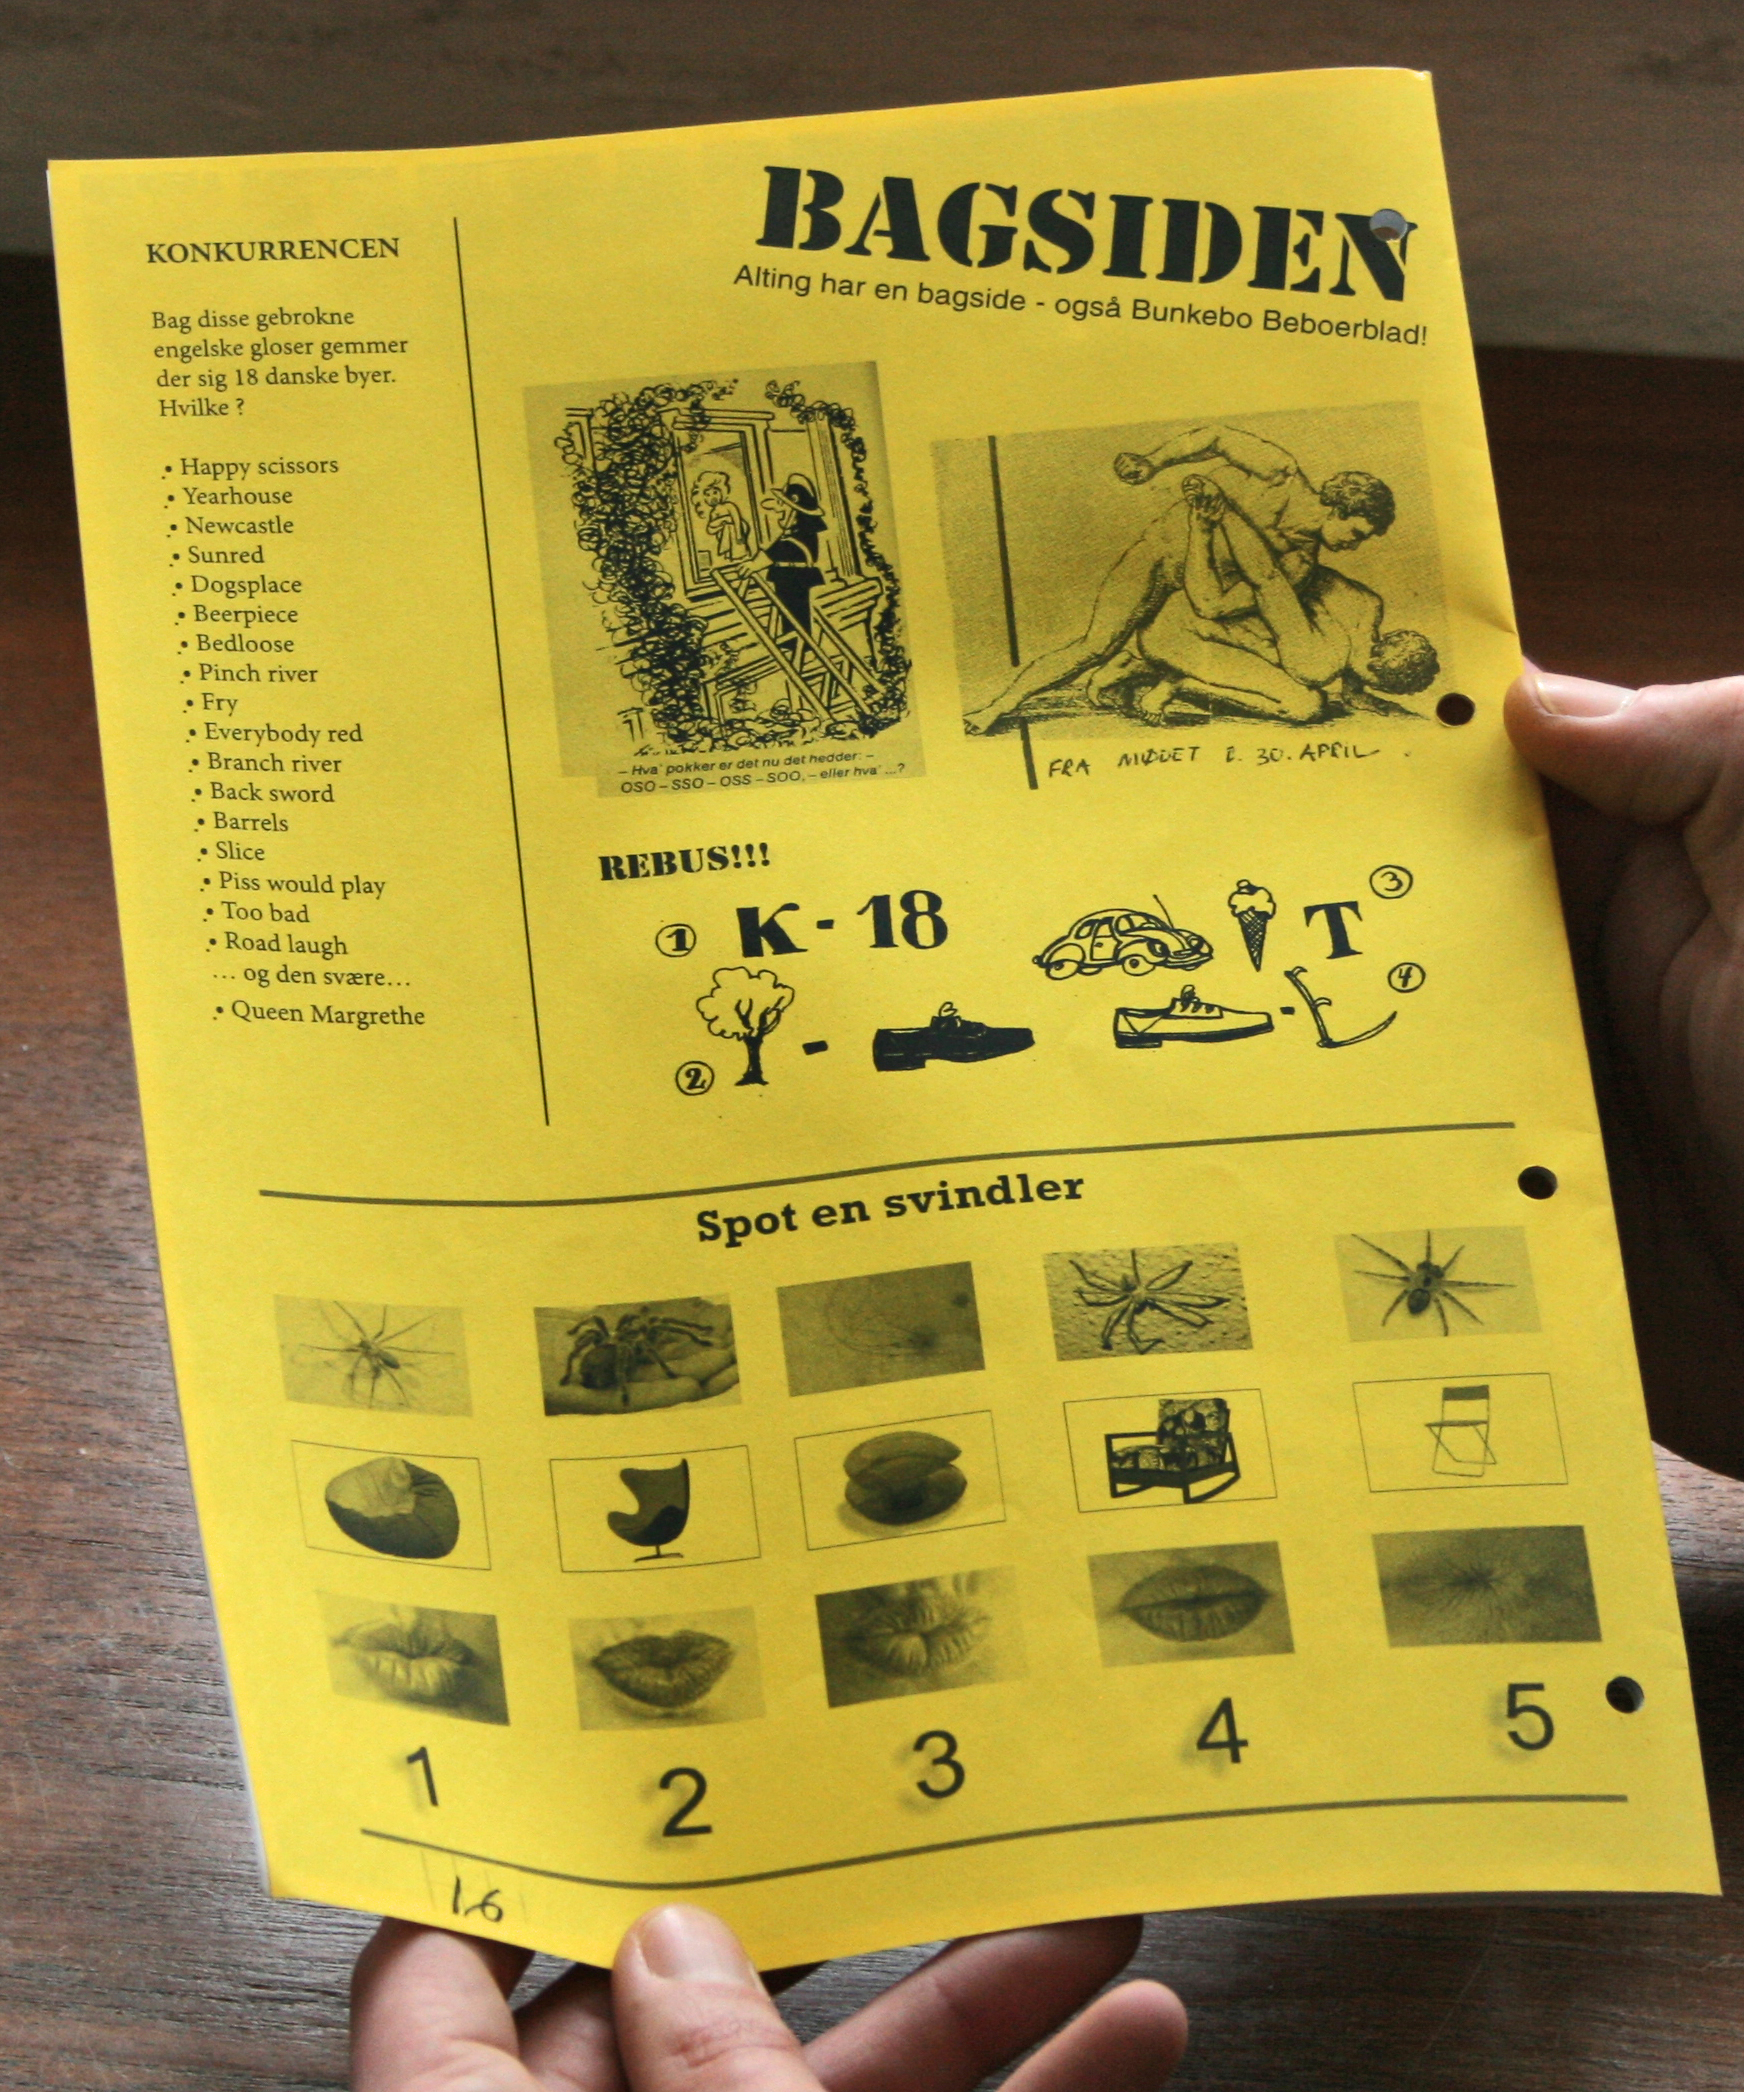 BAGSIDEN
Alting har en bagside - også Bunkebo Beboerblad!
KONKURRENCEN
Bag disse gebrokne
engelske gloser gemmer
der sig 18 danske byer.
Hvilke ?
• Happy scissors
• Yearhouse
• Newcastle
• Sunred
• Dogsplace
• Beerpiece
• Bedloose
• Pinch river
• Fry
• Everybody red
• Branch river
• Back sword
• Barrels
• Slice
• Piss would play
• Too bad
• Road laugh
... og den svære...
• Queen Margrethe
– Hva' pokker er det nu det hedder: –
OSO – SSO – OSS – SOO, – eller hva' ...?
FRA MØDET D. 30. APRIL
REBUS!!!
1 K - 18
T 3
2 -
- 4
Spot en svindler
1 2 3 4 5
16